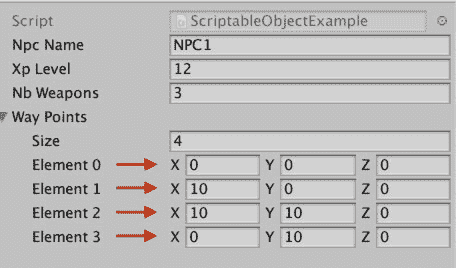 Script ScriptableObjectExample
Npc Name NPC1
Xp Level 12
Nb Weapons 3
Way Points
Size 4
Element 0 X 0 Y 0 Z 0
Element 1 X 10 Y 0 Z 0
Element 2 X 10 Y 10 Z 0
Element 3 X 0 Y 10 Z 0